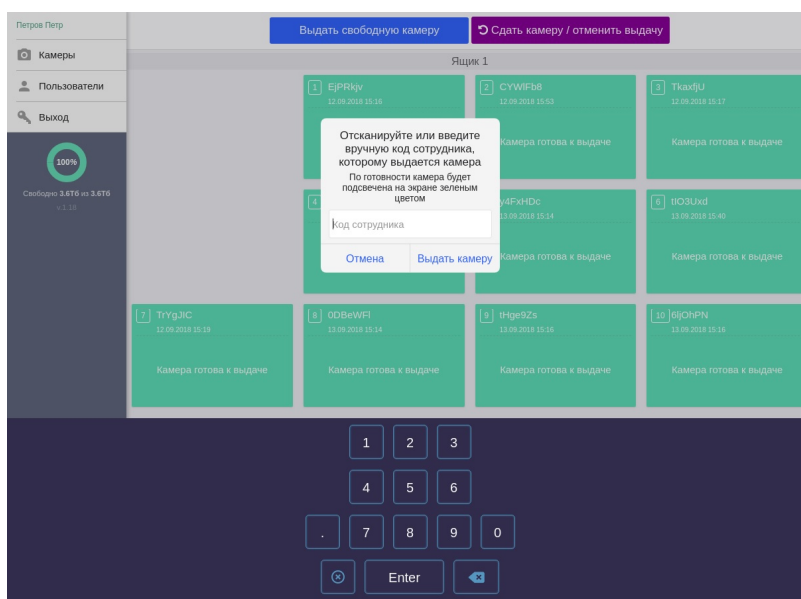 Петров Петр
Камеры
Пользователи
Выход
100%
Свободно 3.6Тб из 3.6Тб
v.1.16
Выдать свободную камеру
Сдать камеру / отменить выдачу
Ящик 1
1 EjPRkjv
12.09.2018 15:16
2 CYWlFb8
12.09.2018 15:53
Камера готова к выдаче
3 TkaxfjU
12.09.2018 15:17
Камера готова к выдаче
Отсканируйте или введите
вручную код сотрудника,
которому выдается камера
По готовности камера будет
подсвечена на экране зеленым
цветом
Код сотрудника
Отмена
Выдать камеру
4
y4FxHDc
13.09.2018 15:14
Камера готова к выдаче
6 tIO3Uxd
13.09.2018 15:40
Камера готова к выдаче
7 TrYgJIC
12.09.2018 15:19
Камера готова к выдаче
8 0DBeWFl
13.09.2018 15:14
Камера готова к выдаче
9 tHge9Zs
13.09.2018 15:16
Камера готова к выдаче
10 6ljOhPN
13.09.2018 15:16
Камера готова к выдаче
1 2 3
4 5 6
. 7 8 9 0
Enter